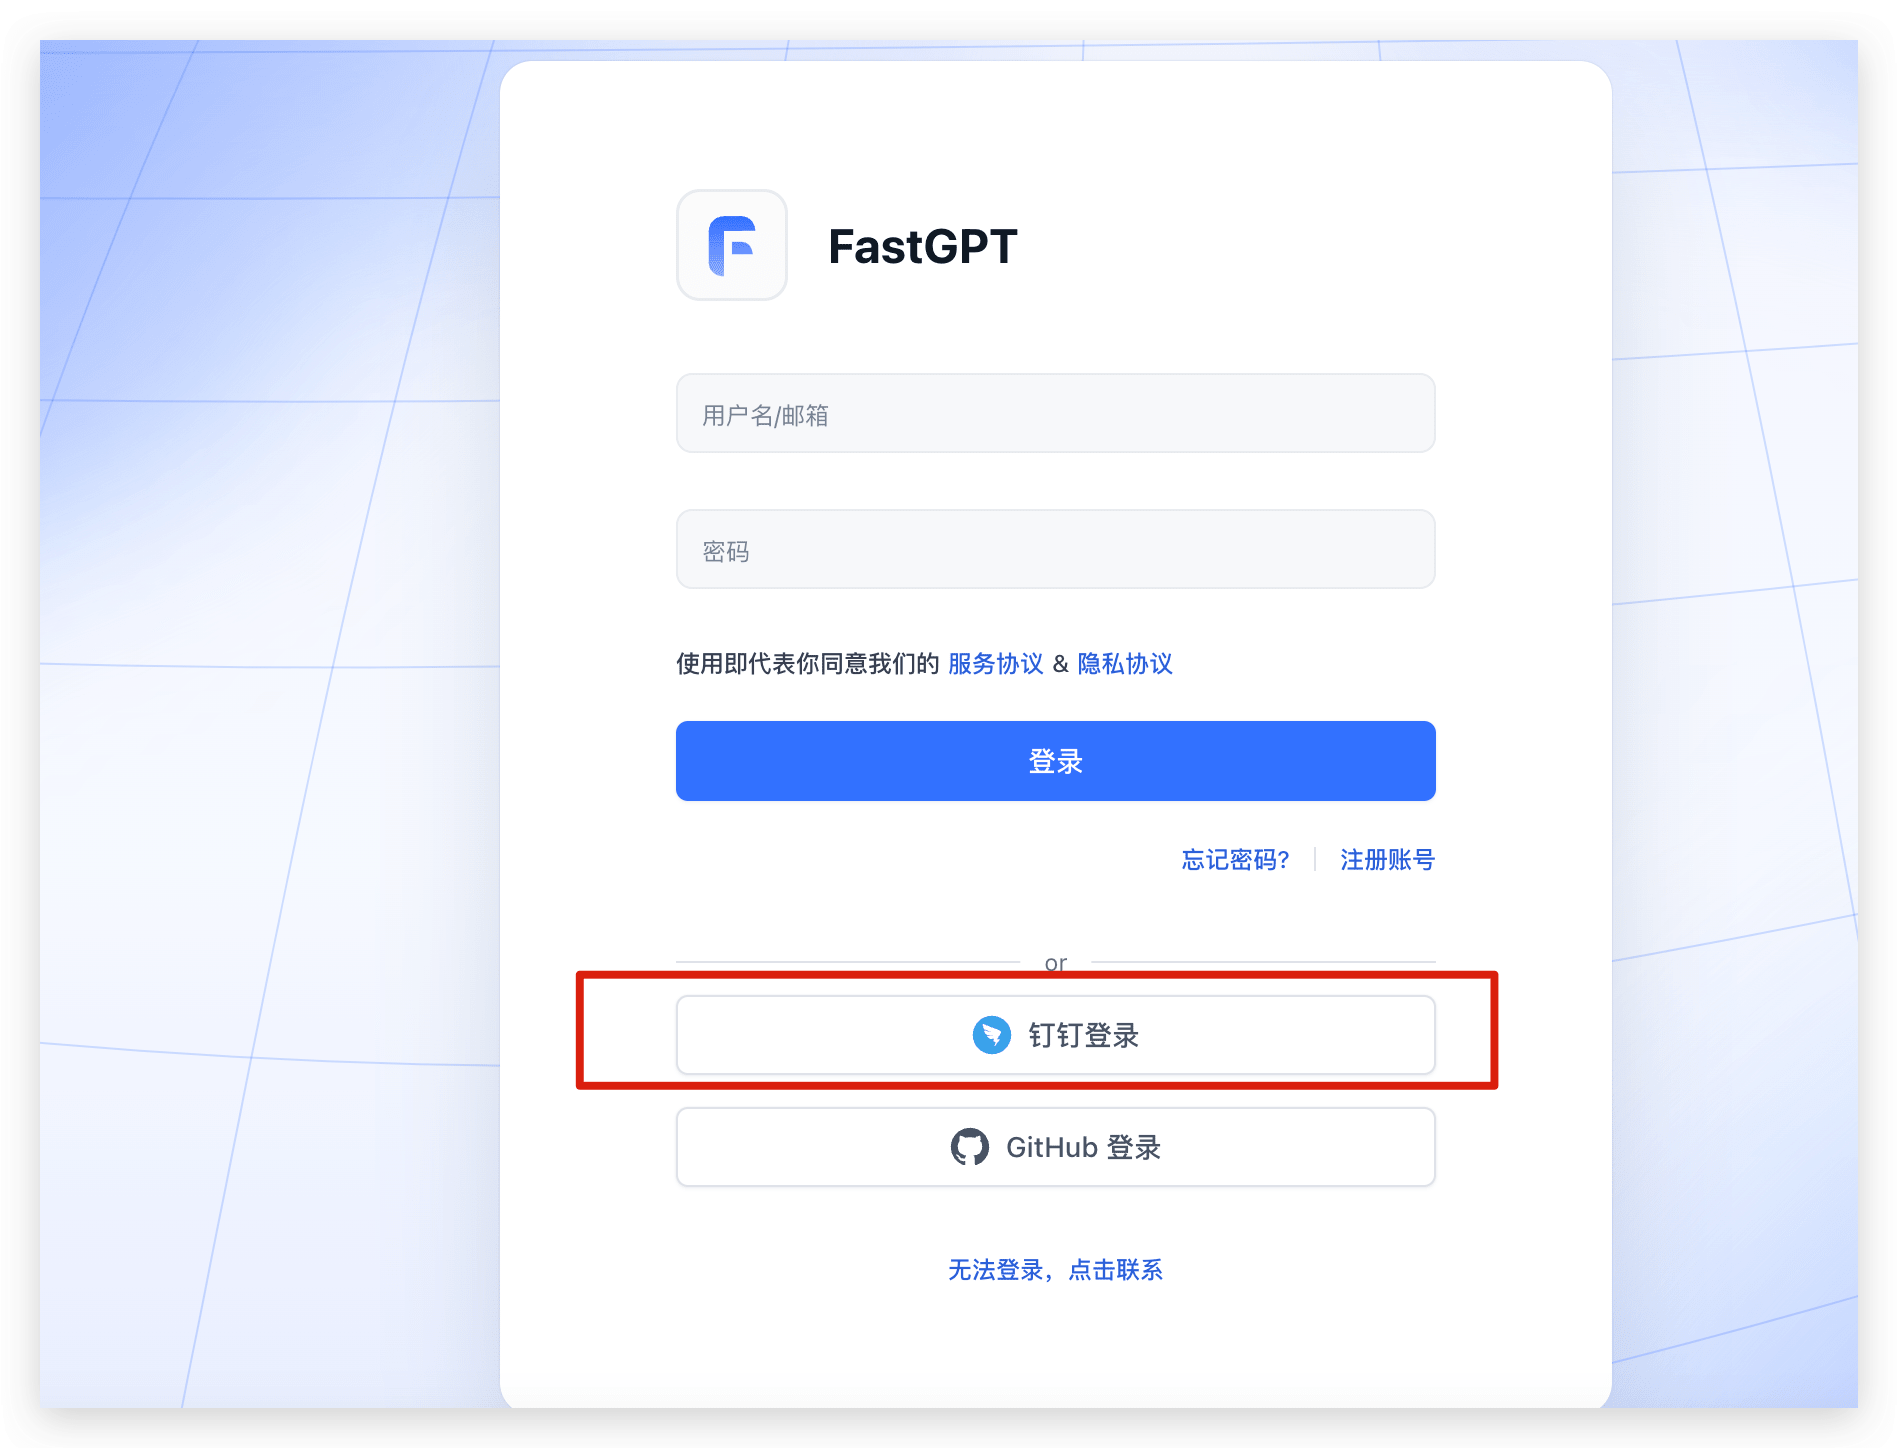 FastGPT
用户名/邮箱
密码
使用即代表你同意我们的 服务协议 & 隐私协议
登录
忘记密码? 注册账号
or
钉钉登录
GitHub 登录
无法登录，点击联系